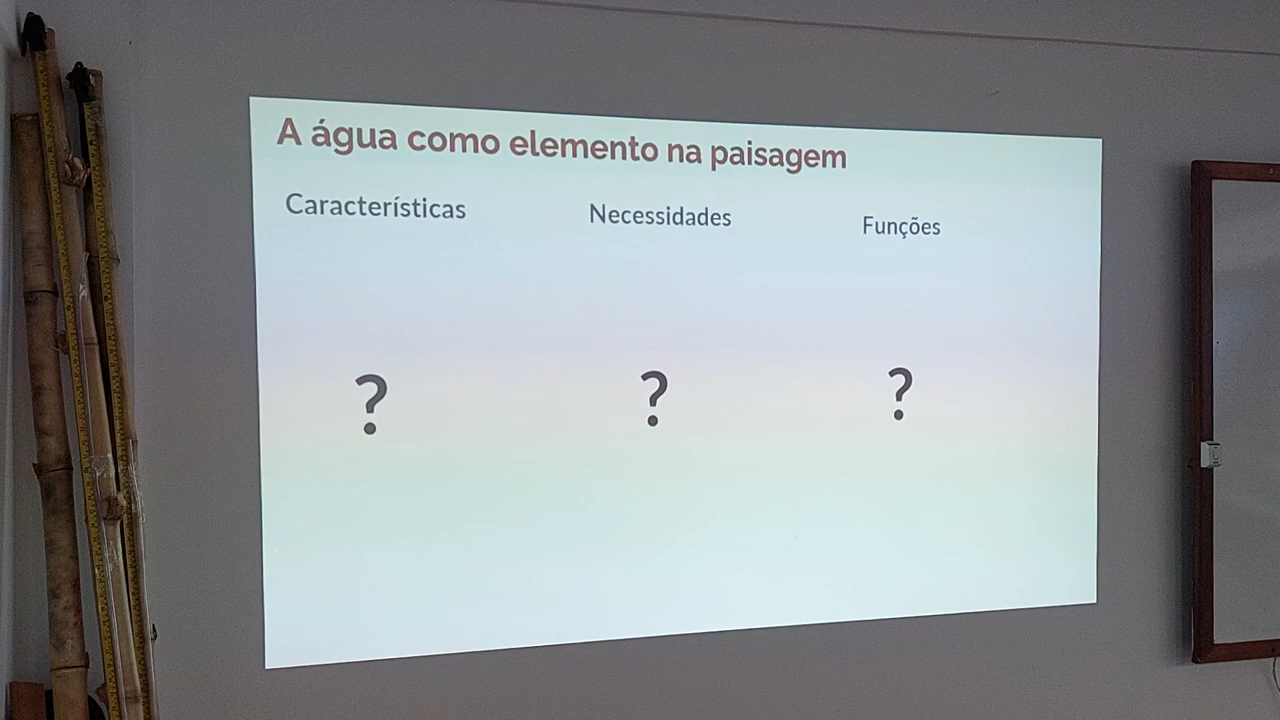 A água como elemento na paisagem
Características
Necessidades
Funções
?
?
?